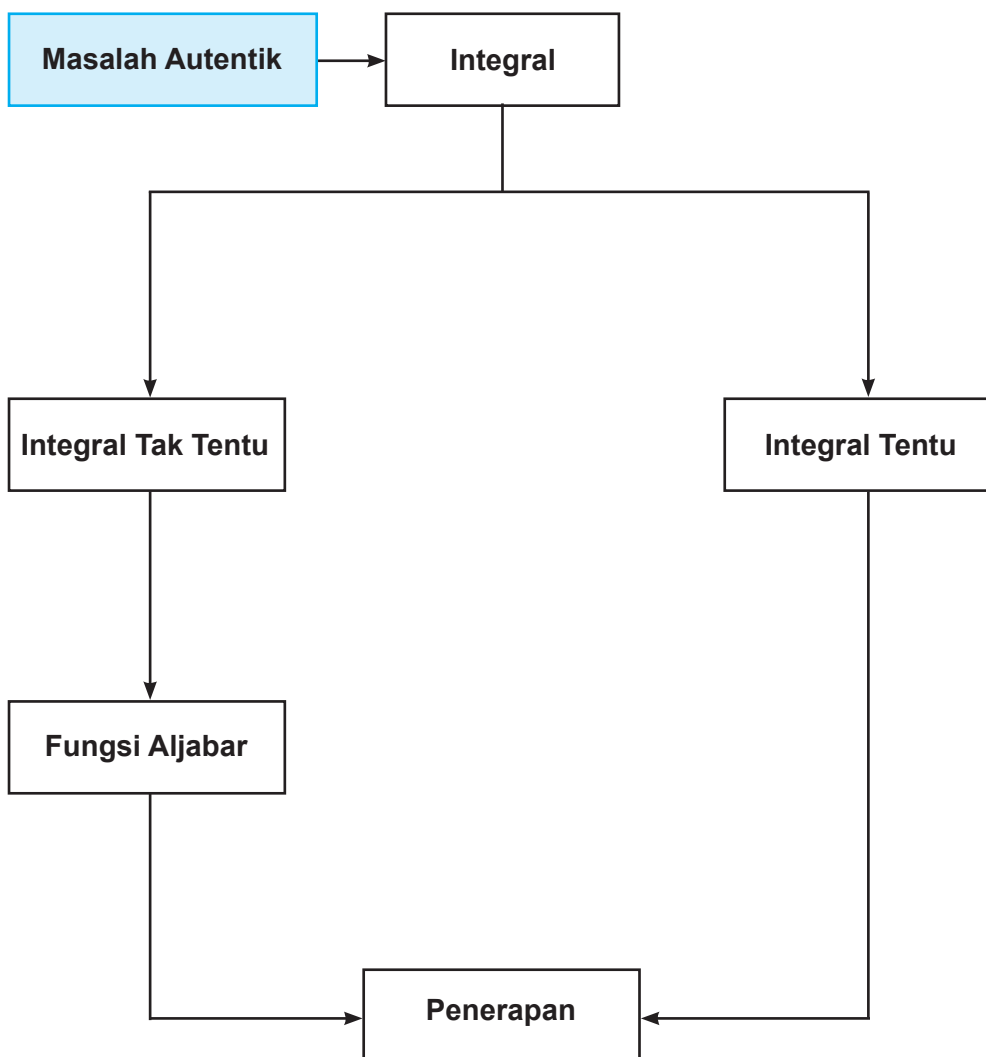 Masalah Autentik
Integral
Integral Tak Tentu
Integral Tentu
Fungsi Aljabar
Penerapan